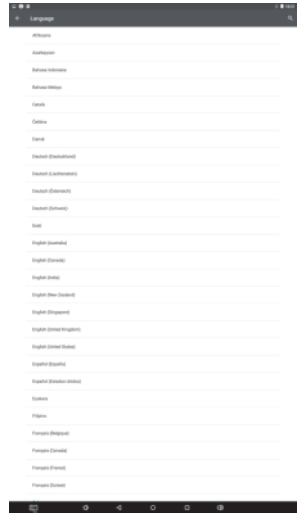 Language
Afrikaans
Azərbaycan
Bahasa Indonesia
Bahasa Melayu
Català
Čeština
Dansk
Deutsch (Deutschland)
Deutsch (Liechtenstein)
Deutsch (Österreich)
Deutsch (Schweiz)
Eesti
English (Australia)
English (Canada)
English (India)
English (New Zealand)
English (Singapore)
English (United Kingdom)
English (United States)
Español (España)
Español (Estados Unidos)
Euskara
Filipino
Français (Belgique)
Français (Canada)
Français (France)
Français (Suisse)